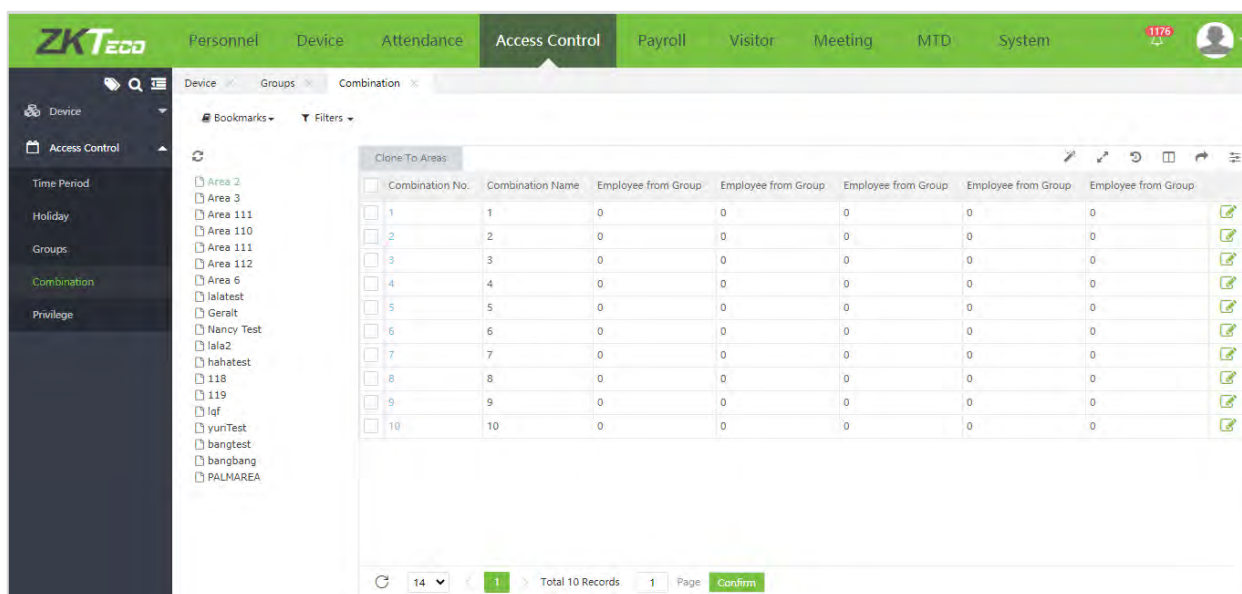 ZKTeco Personnel Device Attendance Access Control Payroll Visitor Meeting MTD System 1176
Device Groups Combination
Device
Access Control
Time Period
Holiday
Groups
Combination
Privilege
Bookmarks Filters
Area 2
Area 3
Area 111
Area 110
Area 111
Area 112
Area 6
lalatest
Geralt
Nancy Test
lala2
hahatest
118
119
lqf
yuriTest
bangtest
bangbang
PALMAREA
Clone To Areas
Combination No. Combination Name Employee from Group Employee from Group Employee from Group Employee from Group Employee from Group
1 1 0 0 0 0 0
2 2 0 0 0 0 0
3 3 0 0 0 0 0
4 4 0 0 0 0 0
5 5 0 0 0 0 0
6 6 0 0 0 0 0
7 7 0 0 0 0 0
8 8 0 0 0 0 0
9 9 0 0 0 0 0
10 10 0 0 0 0 0
14 1 Total 10 Records 1 Page Confirm